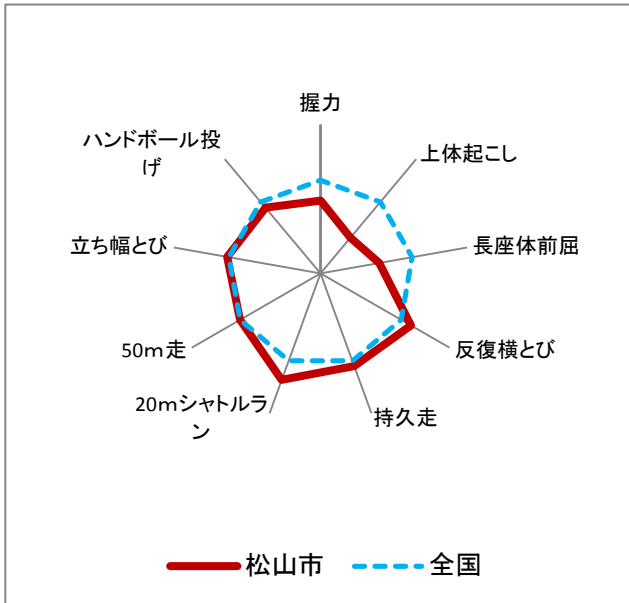 握力
上体起こし
長座体前屈
反復横とび
持久走
20mシャトルラ
ン
50m走
立ち幅とび
ハンドボール投
げ
松山市
全国